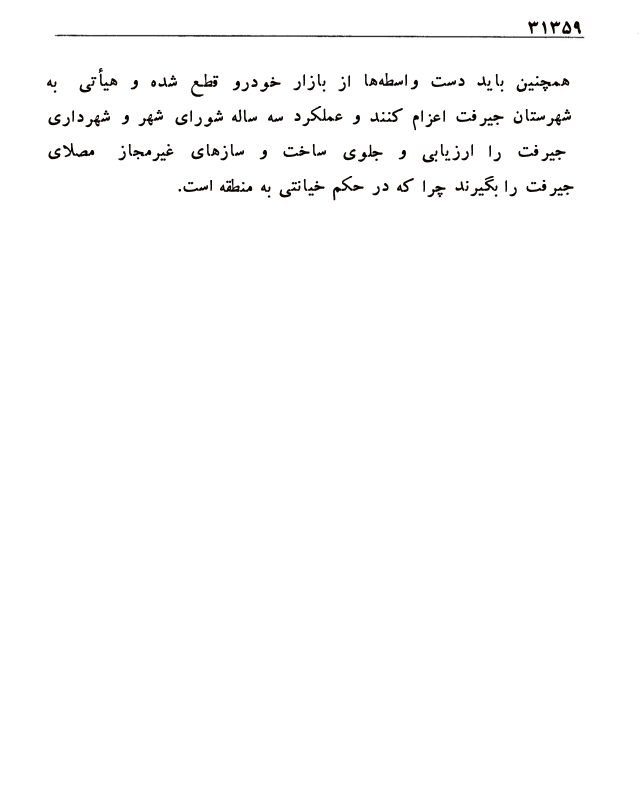 ۳۱۳۵۹
همچنین باید دست واسطه‌ها از بازار خودرو قطع شده و هیأتی به
شهرستان جیرفت اعزام کنند و عملکرد سه ساله شورای شهر و شهرداری
جیرفت را ارزیابی و جلوی ساخت و سازهای غیرمجاز مصلای
جیرفت را بگیرند چرا که در حکم خیانتی به منطقه است.